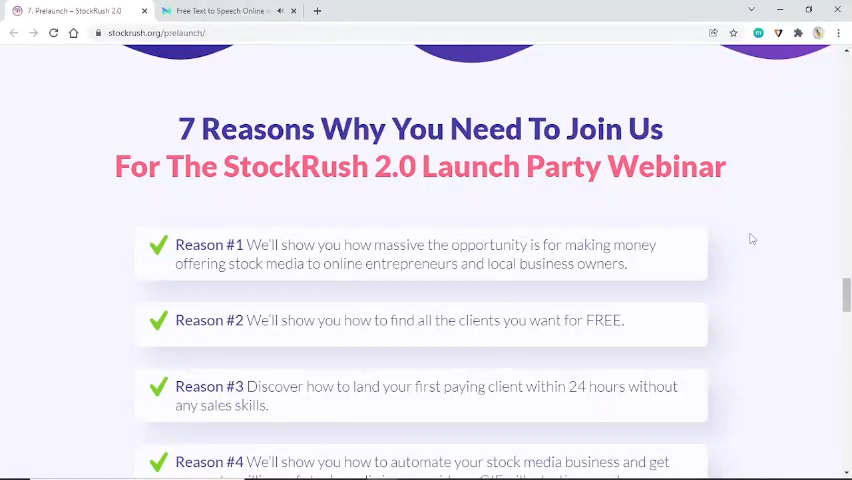 7. Prelaunch – StockRush 2.0
Free Text to Speech Online
stockrush.org/prelaunch/
7 Reasons Why You Need To Join Us
For The StockRush 2.0 Launch Party Webinar
Reason #1 We'll show you how massive the opportunity is for making money
offering stock media to online entrepreneurs and local business owners.
Reason #2 We'll show you how to find all the clients you want for FREE.
Reason #3 Discover how to land your first paying client within 24 hours without
any sales skills.
Reason #4 We'll show you how to automate your stock media business and get